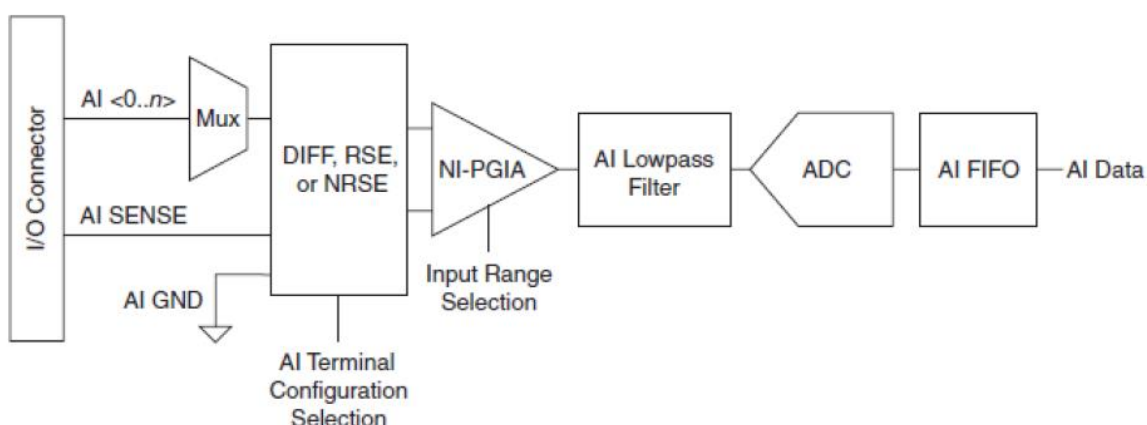 I/O Connector
AI <0..n>
Mux
AI SENSE
AI GND
DIFF, RSE,
or NRSE
AI Terminal
Configuration
Selection
NI-PGIA
Input Range
Selection
AI Lowpass
Filter
ADC
AI FIFO
AI Data